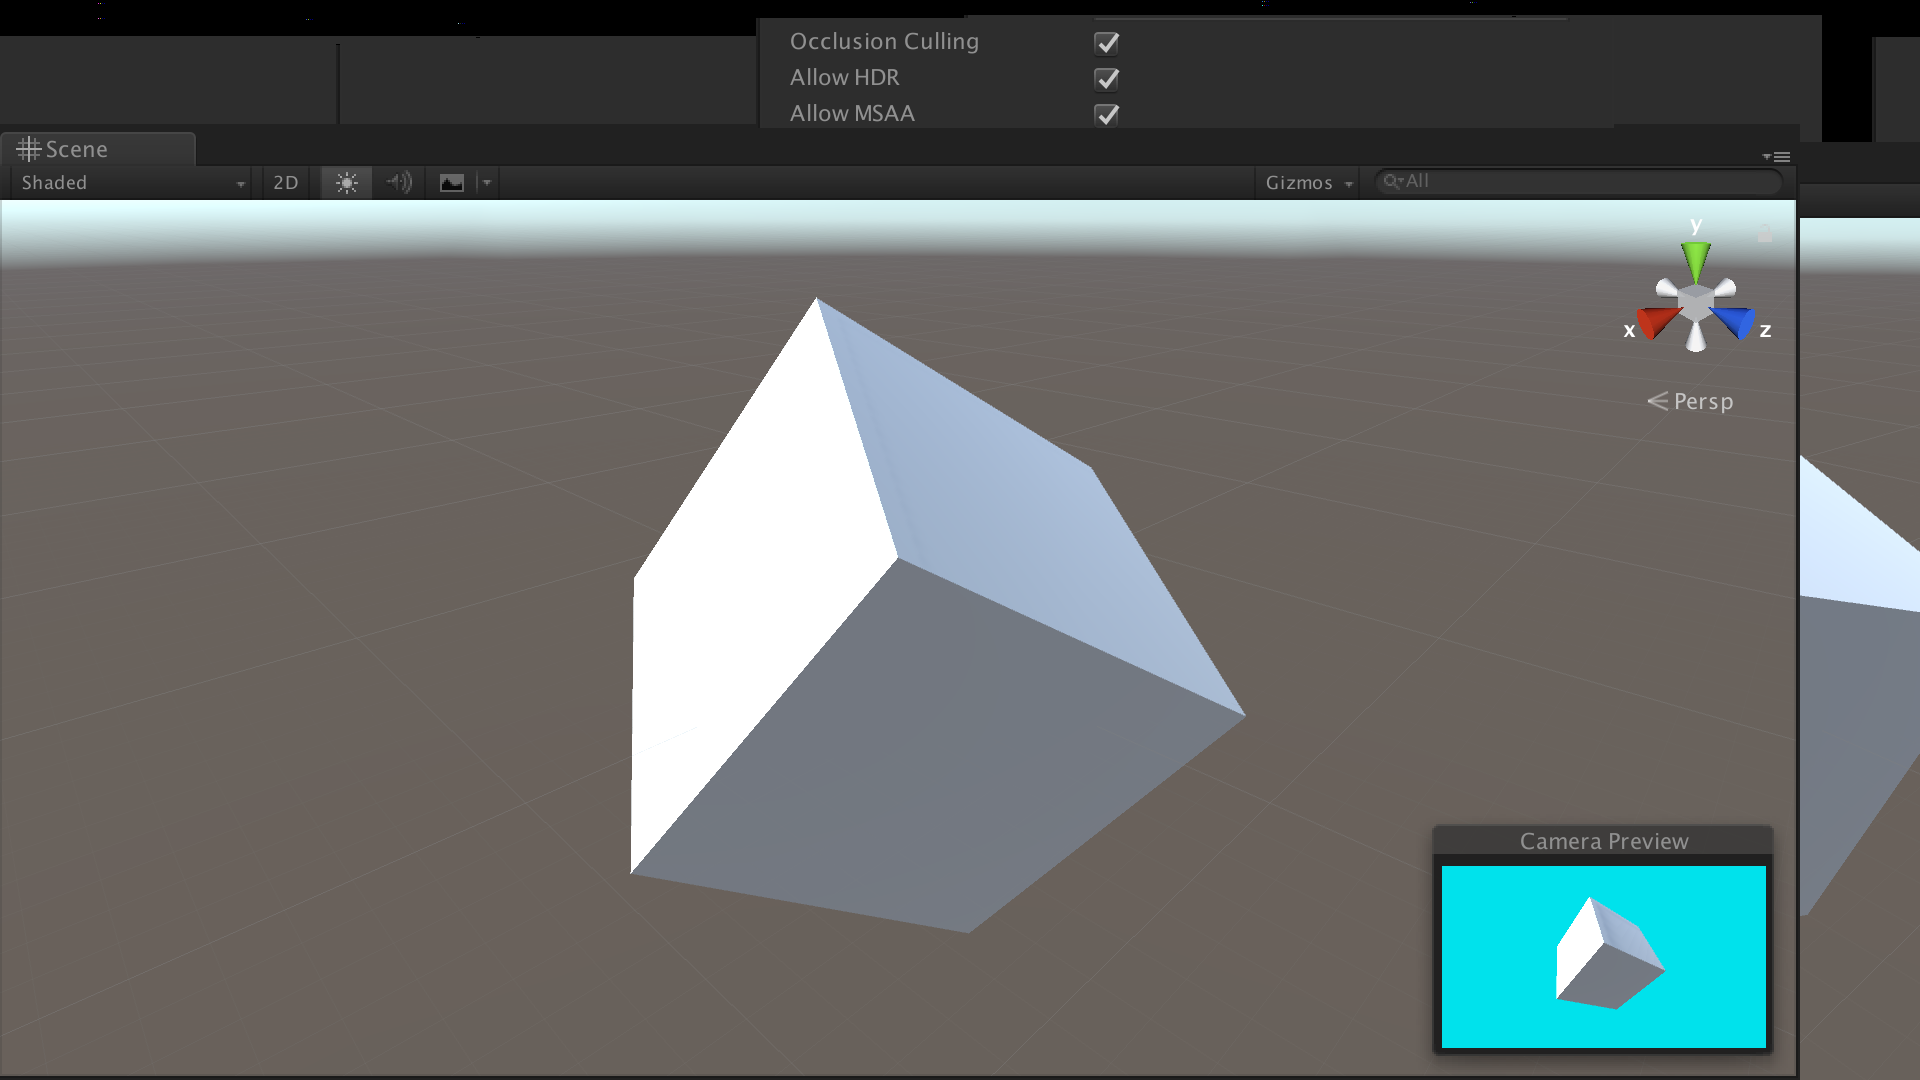 Occlusion Culling
Allow HDR
Allow MSAA
Scene
Shaded
2D
Gizmos
All
y
x
z
Persp
Camera Preview